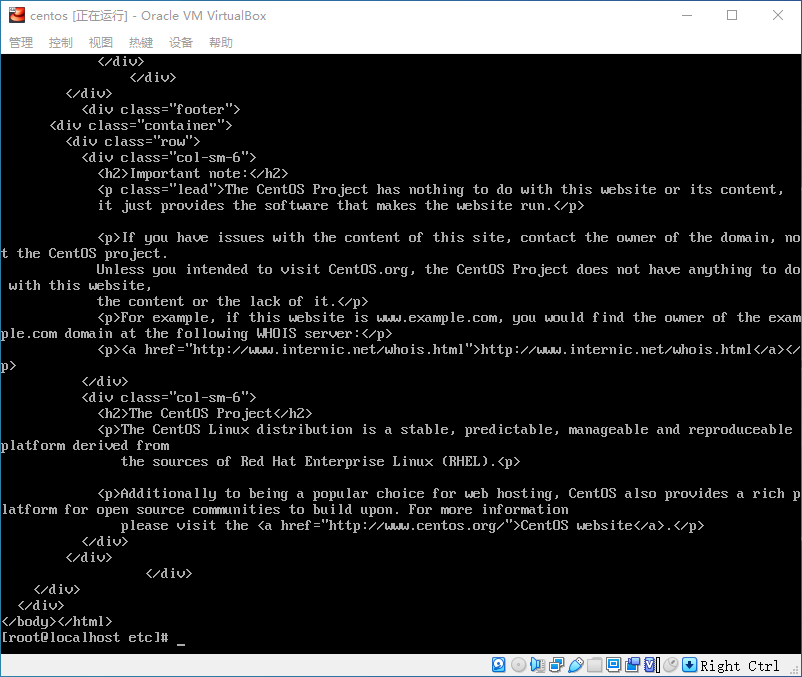 centos [正在运行] - Oracle VM VirtualBox
管理 控制 视图 热键 设备 帮助
</div>
</div>
</div>
<div class="footer">
<div class="container">
<div class="row">
<div class="col-sm-6">
<h2>Important note:</h2>
<p class="lead">The CentOS Project has nothing to do with this website or its content,
it just provides the software that makes the website run.</p>
<p>If you have issues with the content of this site, contact the owner of the domain, no
t the CentOS project.
Unless you intended to visit CentOS.org, the CentOS Project does not have anything to do
with this website,
the content or the lack of it.</p>
<p>For example, if this website is www.example.com, you would find the owner of the exam
ple.com domain at the following WHOIS server:</p>
<p><a href="http://www.internic.net/whois.html">http://www.internic.net/whois.html</a></
p>
</div>
<div class="col-sm-6">
<h2>The CentOS Project</h2>
<p>The CentOS Linux distribution is a stable, predictable, manageable and reproduceable
platform derived from
the sources of Red Hat Enterprise Linux (RHEL).<p>
<p>Additionally to being a popular choice for web hosting, CentOS also provides a rich p
latform for open source communities to build upon. For more information
please visit the <a href="http://www.centos.org/">CentOS website</a>.</p>
</div>
</div>
</div>
</div>
</div>
</body></html>
[root@localhost etc]# _
Right Ctrl